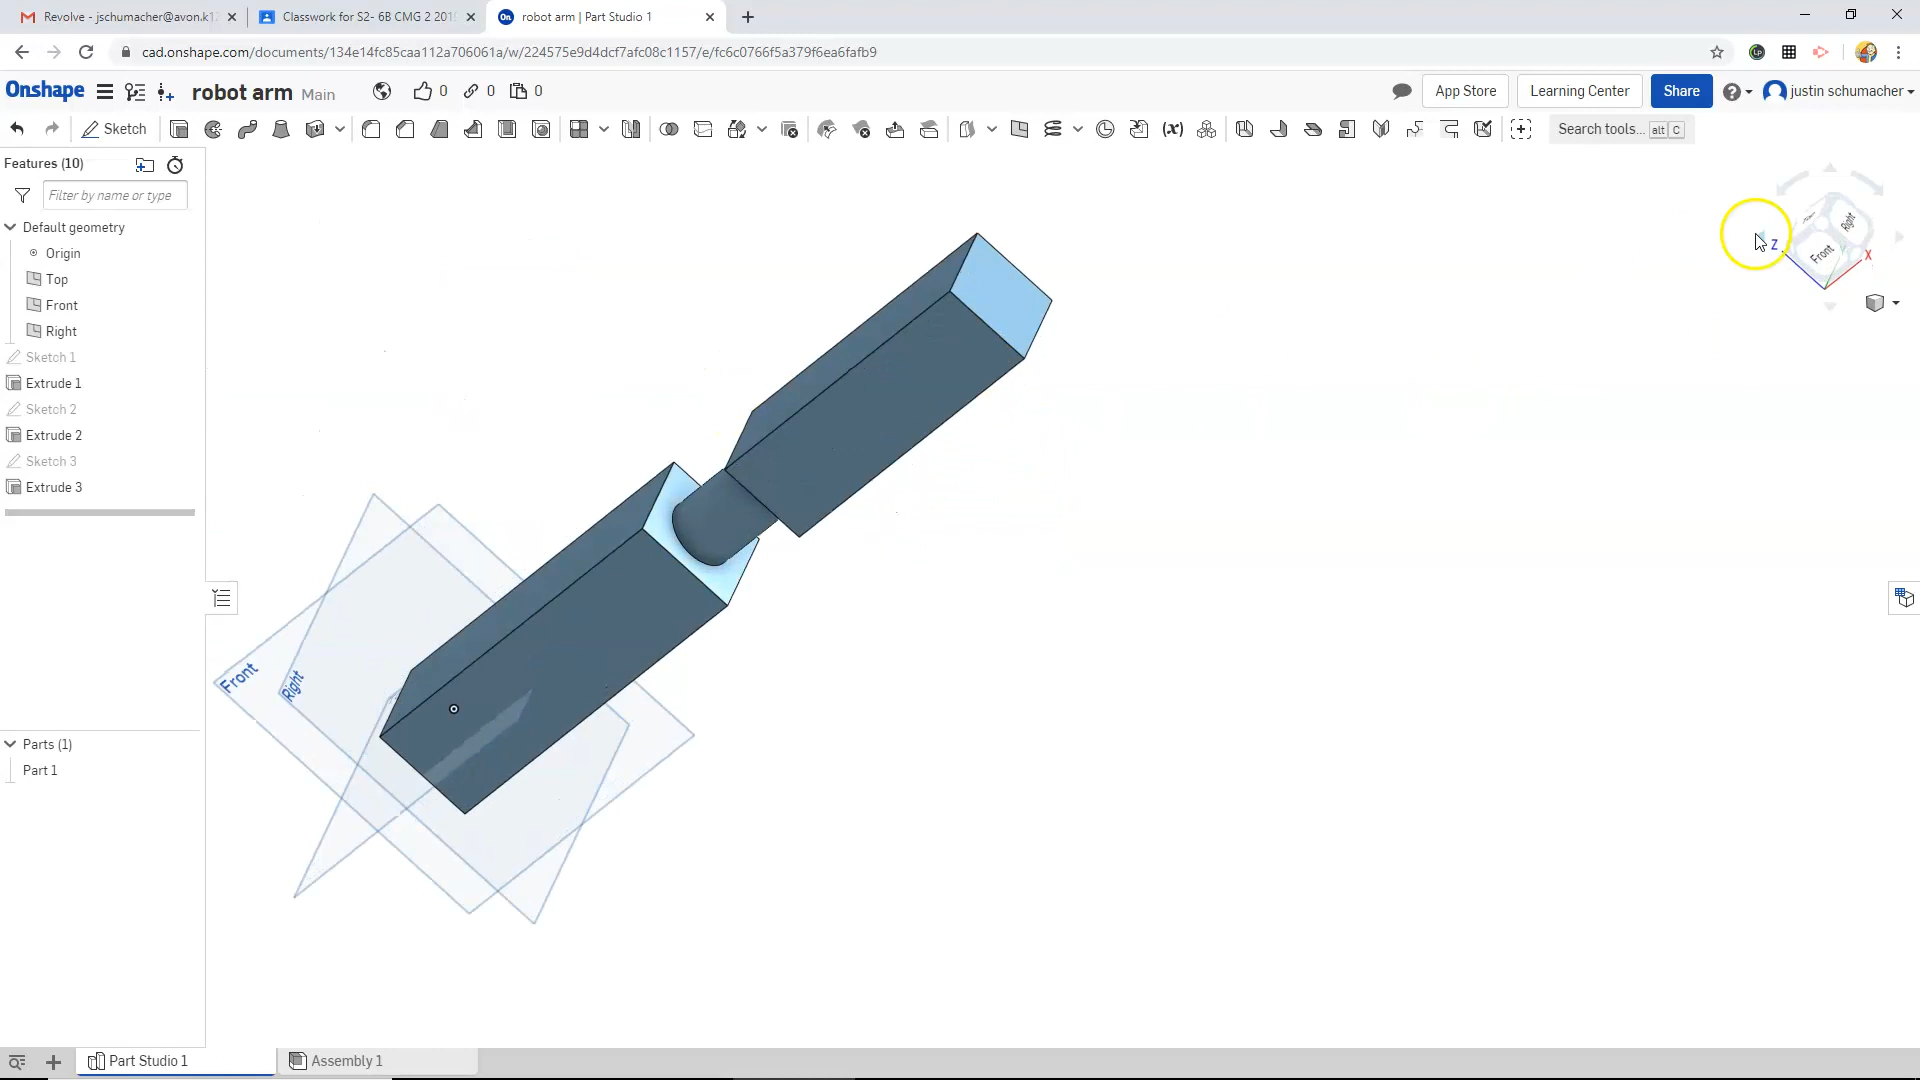 Revolve - jschumacher@avon.k1
Classwork for S2- 6B CMG 2 201
robot arm | Part Studio 1
cad.onshape.com/documents/134e14fc85caa112a706061a/w/224575e9d4dcf7afc08c1157/e/fc6c0766f5a379f6ea6fafb9
Onshape
robot arm Main
0
0
0
App Store
Learning Center
Share
justin schumacher
Sketch
Search tools... alt C
Features (10)
Filter by name or type
Default geometry
Origin
Top
Front
Right
Sketch 1
Extrude 1
Sketch 2
Extrude 2
Sketch 3
Extrude 3
Front
Right
Z
Front
Right
X
Parts (1)
Part 1
Part Studio 1
Assembly 1